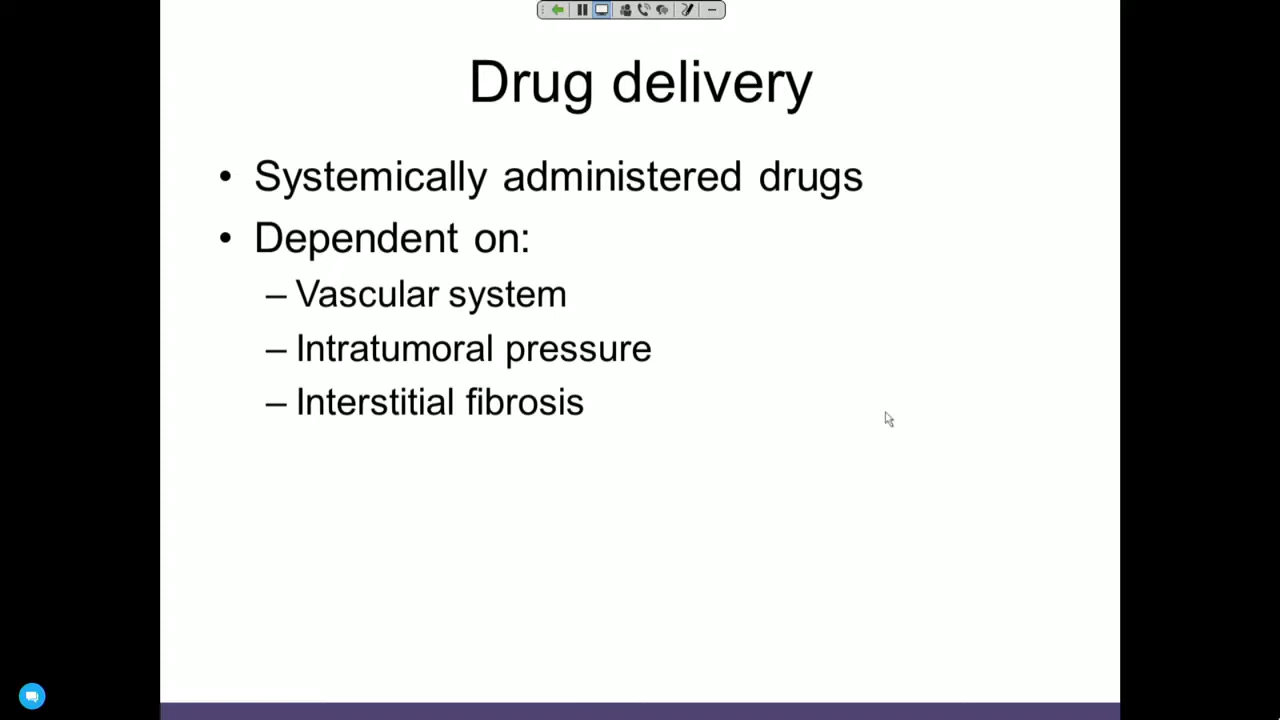 Drug delivery
• Systemically administered drugs
• Dependent on:
– Vascular system
– Intratumoral pressure
– Interstitial fibrosis